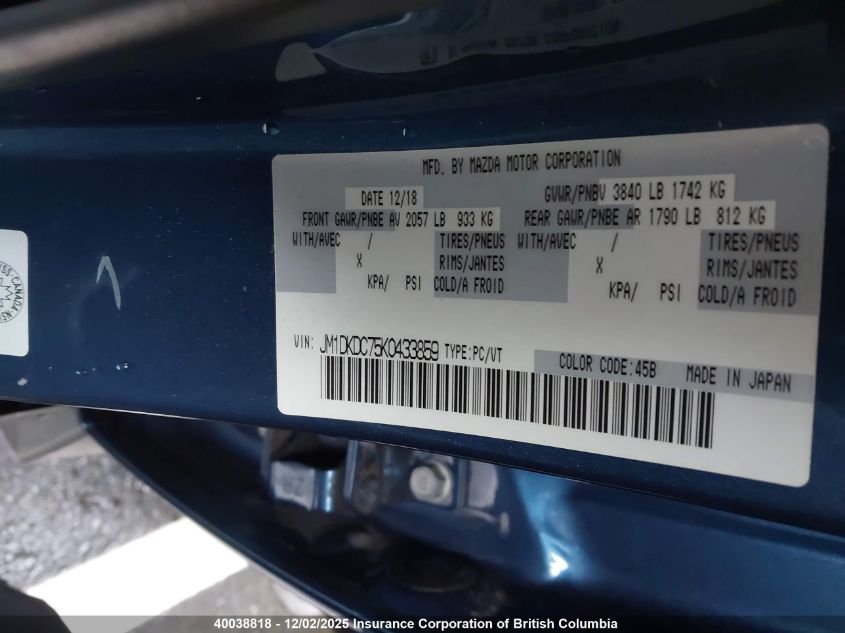 MFD. BY MAZDA MOTOR CORPORATION
DATE 12/18 GVWR/PNBV 3840 LB 1742 KG
FRONT GAWR/PNBE AV 2057 LB 933 KG REAR GAWR/PNBE AR 1790 LB 812 KG
WITH/AVEC / TIRES/PNEUS WITH/AVEC / TIRES/PNEUS
X RIMS/JANTES X RIMS/JANTES
KPA/ PSI COLD/A FROID KPA/ PSI COLD/A FROID
VIN: JM1DKDC75K0433859 TYPE:PC/VT
COLOR CODE:45B MADE IN JAPAN
40038818 - 12/02/2025 Insurance Corporation of British Columbia